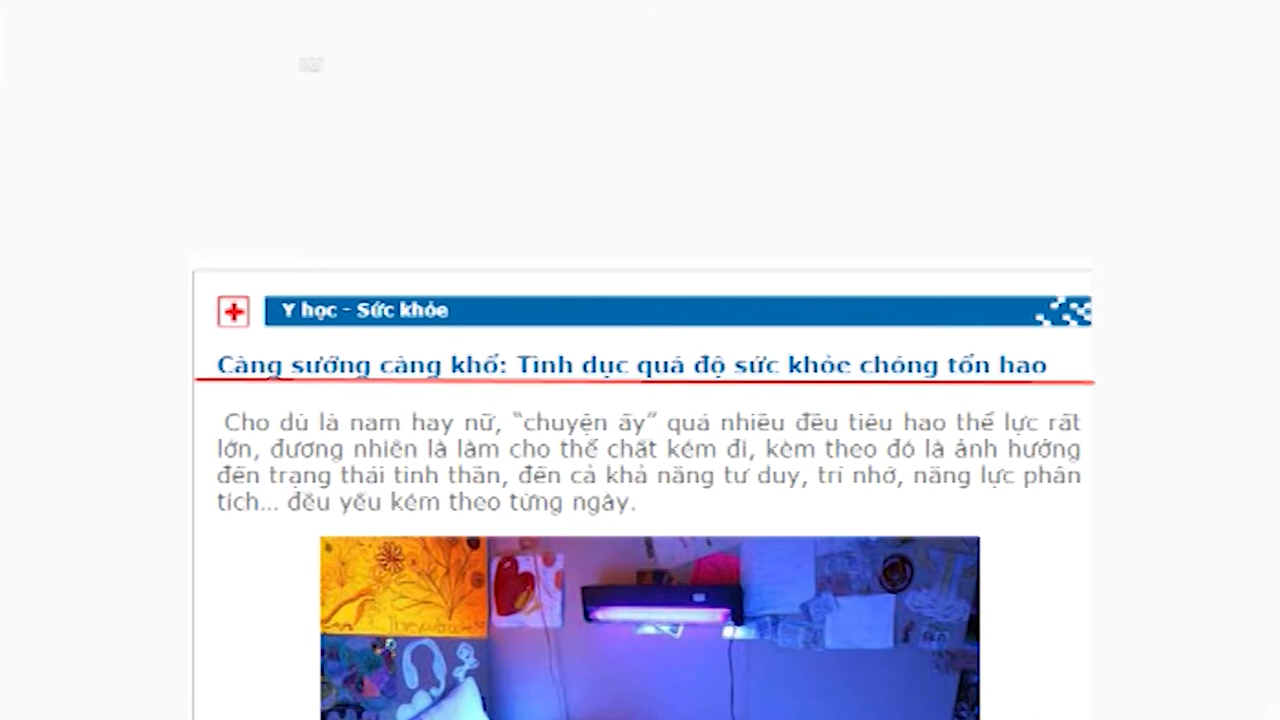 Y học - Sức khỏe
Càng sướng càng khổ: Tình dục quá độ sức khỏe chóng tổn hao
Cho dù là nam hay nữ, “chuyện ấy” quá nhiều đều tiêu hao thể lực rất
lớn, đương nhiên là làm cho thể chất kém đi, kèm theo đó là ảnh hưởng
đến trạng thái tinh thần, đến cả khả năng tư duy, trí nhớ, năng lực phân
tích... đều yếu kém theo từng ngày.